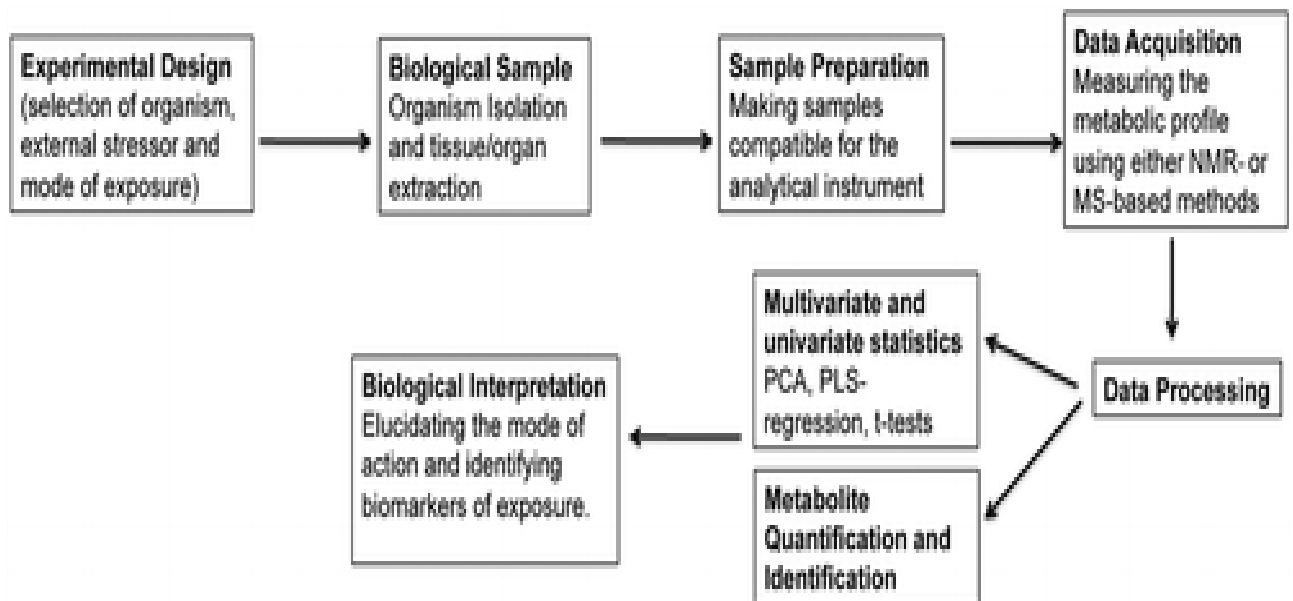 Experimental Design
(selection of organism,
external stressor and
mode of exposure)
Biological Sample
Organism Isolation
and tissue/organ
extraction
Sample Preparation
Making samples
compatible for the
analytical instrument
Data Acquisition
Measuring the
metabolic profile
using either NMR- or
MS-based methods
Data Processing
Multivariate and
univariate statistics
PCA, PLS-
regression, t-tests
Metabolite
Quantification and
Identification
Biological Interpretation
Elucidating the mode of
action and identifying
biomarkers of exposure.